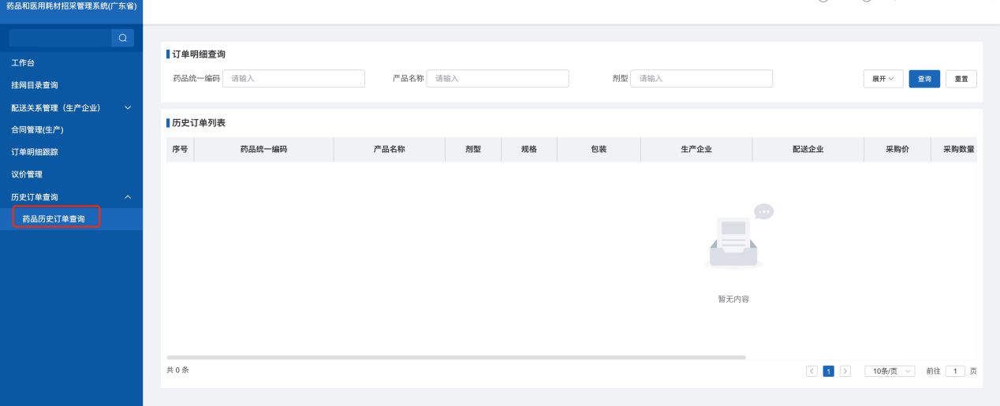 药品和医用耗材招采管理系统(广东省)
工作台
挂网目录查询
配送关系管理（生产企业）
合同管理(生产)
订单明细跟踪
议价管理
历史订单查询
药品历史订单查询
订单明细查询
药品统一编码 请输入 产品名称 请输入 剂型 请输入 展开 查询 重置
历史订单列表
序号 药品统一编码 产品名称 剂型 规格 包装 生产企业 配送企业 采购价 采购数量
暂无内容
共 0 条 1 10条/页 前往 1 页